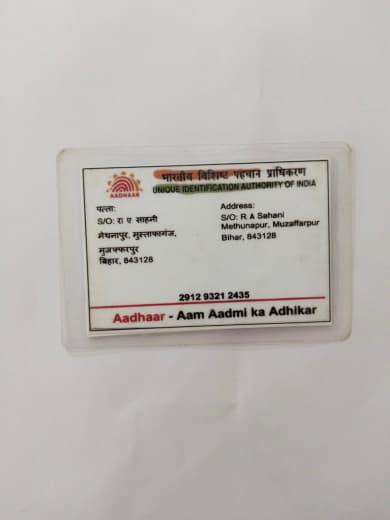 भारतीय विशिष्ट पहचान प्राधिकरण
UNIQUE IDENTIFICATION AUTHORITY OF INDIA
AADHAAR
पत्ताः
S/O: रा ए साहनी
मेथनापुर, मुस्ताफागंज,
मुजफ्फरपुर
बिहार, 843128
Address:
S/O: R A Sahani
Methunapur, Muzaffarpur
Bihar, 843128
2912 9321 2435
Aadhaar - Aam Aadmi ka Adhikar